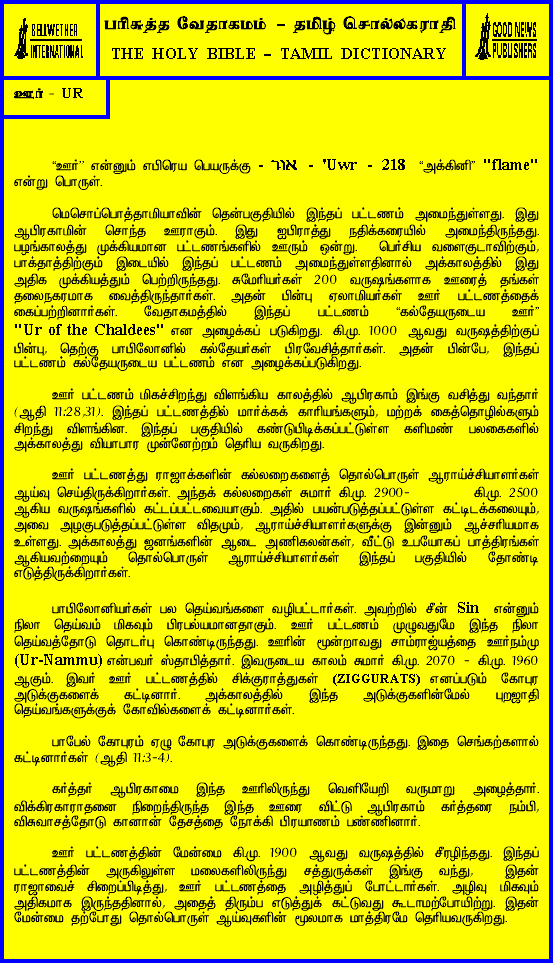 BELLWETHER
INTERNATIONAL
பரிசுத்த வேதாகமம் – தமிழ் சொல்லகராதி
THE HOLY BIBLE – TAMIL DICTIONARY
GOOD NEWS
PUBLISHERS
ஊர் - UR
“ஊர்” என்னும் எபிரெய பெயருக்கு - אור - 'Uwr - 218 “அக்கினி” "flame"
என்று பொருள்.
மெசொப்பொத்தாமியாவின் தென்பகுதியில் இந்தப் பட்டணம் அமைந்துள்ளது. இது
ஆபிரகாமின் சொந்த ஊராகும். இது ஐபிராத்து நதிக்கரையில் அமைந்திருந்தது.
பழங்காலத்து முக்கியமான பட்டணங்களில் ஊரும் ஒன்று. பெர்சிய வளைகுடாவிற்கும்,
பாக்தாத்திற்கும் இடையில் இந்தப் பட்டணம் அமைந்துள்ளதினால் அக்காலத்தில் இது
அதிக முக்கியத்தும் பெற்றிருந்தது. சுமேரியர்கள் 200 வருஷங்களாக ஊரைத் தங்கள்
தலைநகரமாக வைத்திருந்தார்கள். அதன் பின்பு ஏலாமியர்கள் ஊர் பட்டணத்தைக்
கைப்பற்றினார்கள். வேதாகமத்தில் இந்தப் பட்டணம் “கல்தேயருடைய ஊர்”
"Ur of the Chaldees" என அழைக்கப் படுகிறது. கி.மு. 1000 ஆவது வருஷத்திற்குப்
பின்பு, தெற்கு பாபிலோனில் கல்தேயர்கள் பிரவேசித்தார்கள். அதன் பின்பே, இந்தப்
பட்டணம் கல்தேயருடைய பட்டணம் என அழைக்கப்படுகிறது.
ஊர் பட்டணம் மிகச்சிறந்து விளங்கிய காலத்தில் ஆபிரகாம் இங்கு வசித்து வந்தார்
(ஆதி 11:28,31). இந்தப் பட்டணத்தில் மார்க்கக் காரியங்களும், மற்றக் கைத்தொழில்களும்
சிறந்து விளங்கின. இந்தப் பகுதியில் கண்டுபிடிக்கப்பட்டுள்ள களிமண் பலகைகளில்
அக்காலத்து வியாபார முன்னேற்றம் தெரிய வருகிறது.
ஊர் பட்டணத்து ராஜாக்களின் கல்லறைகளைத் தொல்பொருள் ஆராய்ச்சியாளர்கள்
ஆய்வு செய்திருக்கிறார்கள். அந்தக் கல்லறைகள் சுமார் கி.மு. 2900- கி.மு. 2500
ஆகிய வருஷங்களில் கட்டப்பட்டவையாகும். அதில் பயன்படுத்தப்பட்டுள்ள கட்டிடக்கலையும்,
அவை அழகுபடுத்தப்பட்டுள்ள விதமும், ஆராய்ச்சியாளர்களுக்கு இன்னும் ஆச்சரியமாக
உள்ளது. அக்காலத்து ஜனங்களின் ஆடை அணிகலன்கள், வீட்டு உபயோகப் பாத்திரங்கள்
ஆகியவற்றையும் தொல்பொருள் ஆராய்ச்சியாளர்கள் இந்தப் பகுதியில் தோண்டி
எடுத்திருக்கிறார்கள்.
பாபிலோனியர்கள் பல தெய்வங்களை வழிபட்டார்கள். அவற்றில் சீன் Sin என்னும்
நிலா தெய்வம் மிகவும் பிரபல்யமானதாகும். ஊர் பட்டணம் முழுவதுமே இந்த நிலா
தெய்வத்தோடு தொடர்பு கொண்டிருந்தது. ஊரின் மூன்றாவது சாம்ராஜ்யத்தை ஊர்நம்மு
(Ur-Nammu) என்பவர் ஸ்தாபித்தார். இவருடைய காலம் சுமார் கி.மு. 2070 - கி.மு. 1960
ஆகும். இவர் ஊர் பட்டணத்தில் சிக்குராத்துகள் (ZIGGURATS) எனப்படும் கோபுர
அடுக்குகளைக் கட்டினார். அக்காலத்தில் இந்த அடுக்குகளின்மேல் புறஜாதி
தெய்வங்களுக்குக் கோவில்களைக் கட்டினார்கள்.
பாபேல் கோபுரம் ஏழு கோபுர அடுக்குகளைக் கொண்டிருந்தது. இதை செங்கற்களால்
கட்டினார்கள் (ஆதி 11:3-4).
கர்த்தர் ஆபிரகாமை இந்த ஊரிலிருந்து வெளியேறி வருமாறு அழைத்தார்.
விக்கிரகாராதனை நிறைந்திருந்த இந்த ஊரை விட்டு ஆபிரகாம் கர்த்தரை நம்பி,
விசுவாசத்தோடு கானான் தேசத்தை நோக்கி பிரயாணம் பண்ணினார்.
ஊர் பட்டணத்தின் மேன்மை கி.மு. 1900 ஆவது வருஷத்தில் சீரழிந்தது. இந்தப்
பட்டணத்தின் அருகிலுள்ள மலைகளிலிருந்து சத்துருக்கள் இங்கு வந்து, இதன்
ராஜாவைச் சிறைப்பிடித்து, ஊர் பட்டணத்தை அழித்துப் போட்டார்கள். அழிவு மிகவும்
அதிகமாக இருந்ததினால், அதைத் திரும்ப எடுத்துக் கட்டுவது கூடாமற்போயிற்று. இதன்
மேன்மை தற்போது தொல்பொருள் ஆய்வுகளின் மூலமாக மாத்திரமே தெரியவருகிறது.